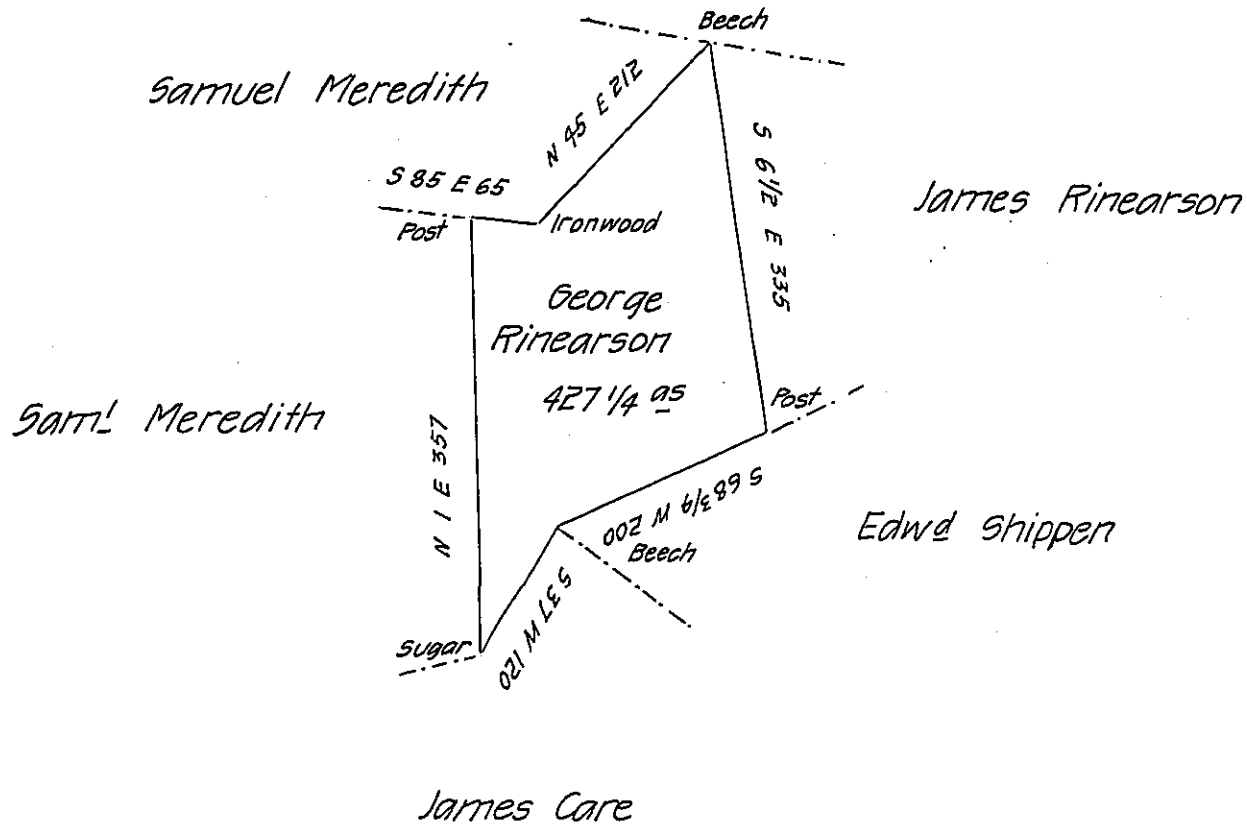 Beech
Samuel Meredith
N 45 E 212
S 85 E 65
S 6 1/2 E 335
James Rinearson
Post
Ironwood
George
Rinearson
427 1/4 as
Post
Saml Meredith
N 1 E 357
S 68 3/4 W 200
Edwd Shippen
Beech
S 37 W 120
Sugar
James Care